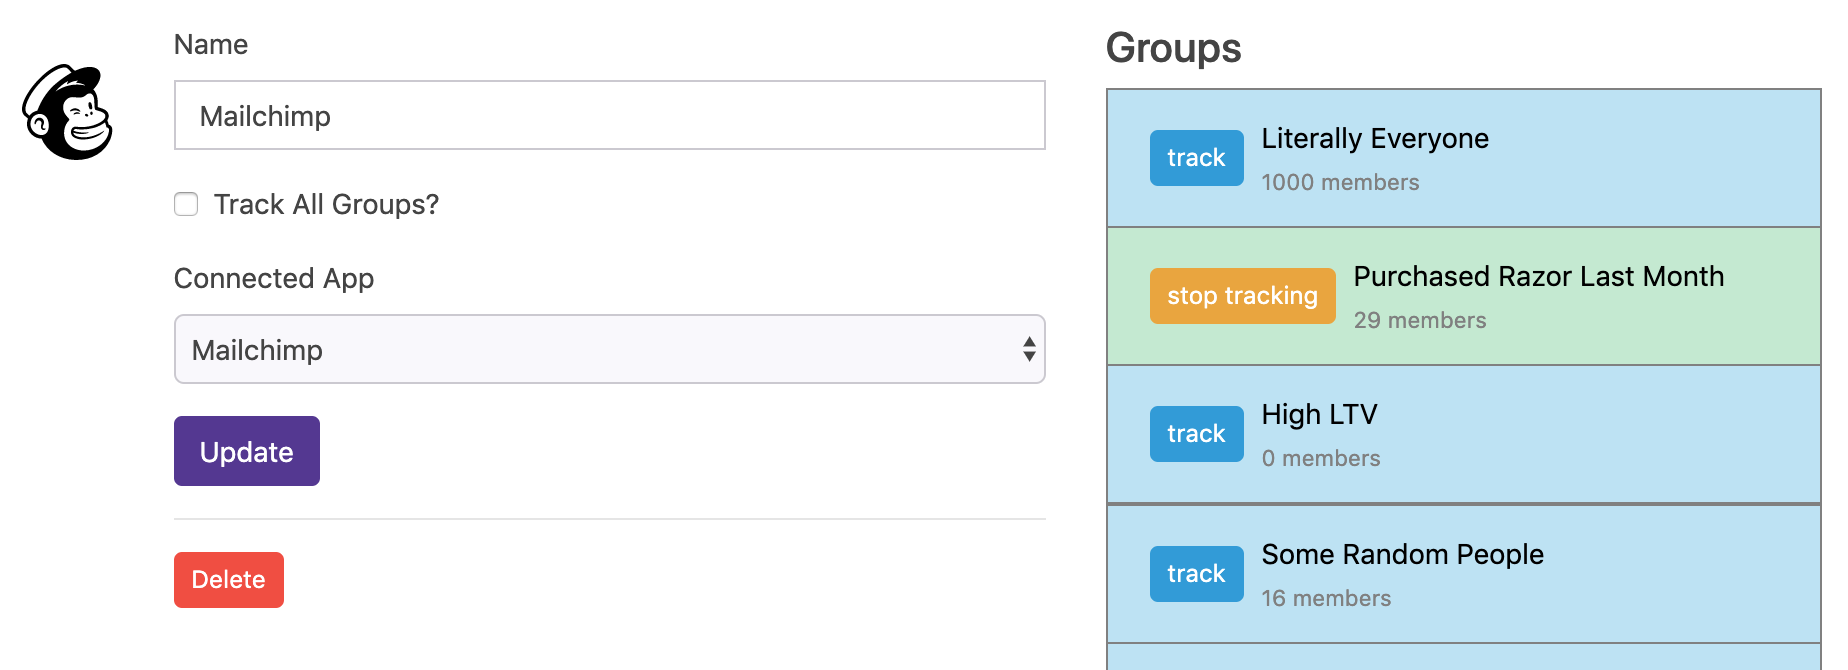 Name
Mailchimp
Track All Groups?
Connected App
Mailchimp
Update
Delete
Groups
track
Literally Everyone
1000 members
stop tracking
Purchased Razor Last Month
29 members
track
High LTV
0 members
track
Some Random People
16 members